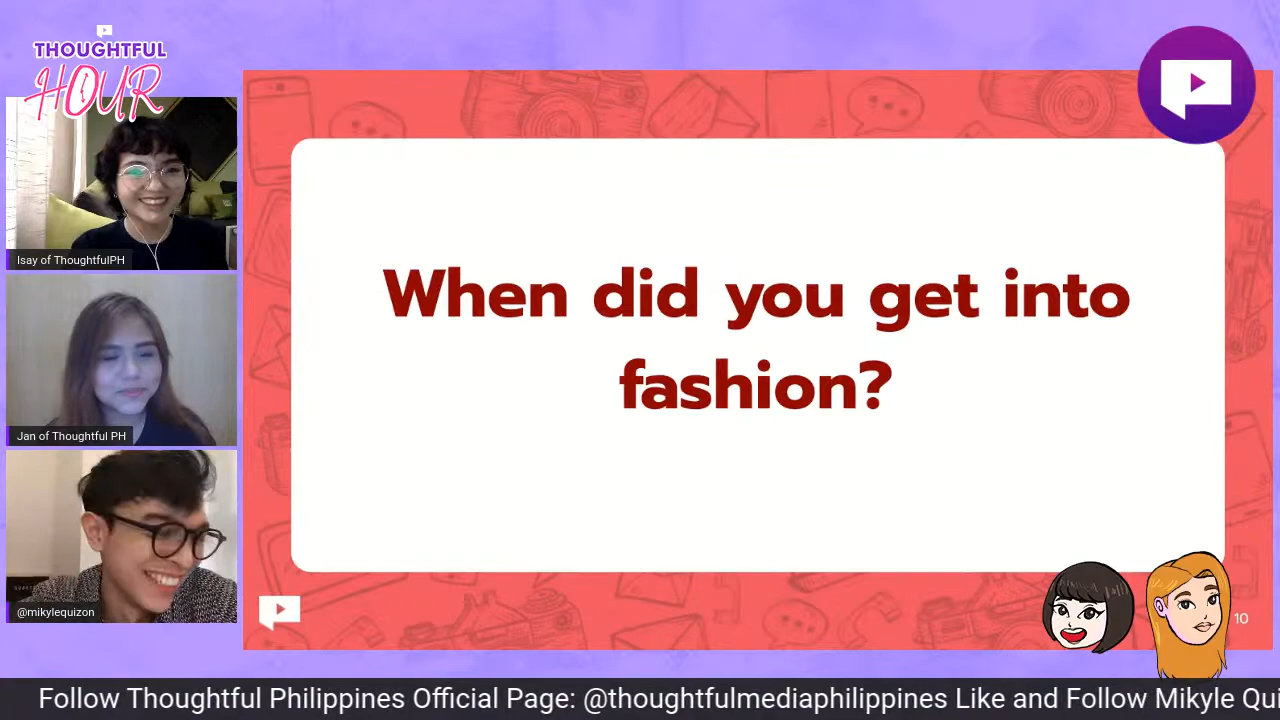 THOUGHTFUL
HOUR
Isay of ThoughtfulPH
Jan of Thoughtful PH
@mikylequizon
When did you get into
fashion?
10
Follow Thoughtful Philippines Official Page: @thoughtfulmediaphilippines Like and Follow Mikyle Qui